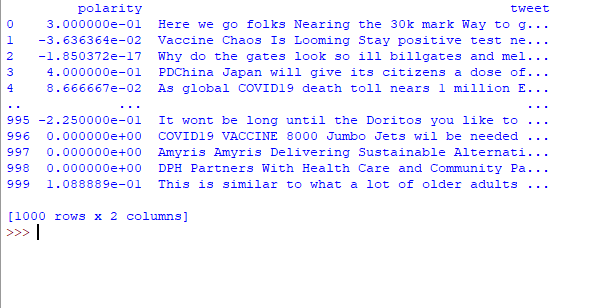 polarity tweet
0 3.000000e-01 Here we go folks Nearing the 30k mark Way to g...
1 -3.636364e-02 Vaccine Chaos Is Looming Stay positive test ne...
2 -1.850372e-17 Why do the gates look so ill billgates and mel...
3 4.000000e-01 PDChina Japan will give its citizens a dose of...
4 8.666667e-02 As global COVID19 death toll nears 1 million E...
.. ... ...
995 -2.250000e-01 It wont be long until the Doritos you like to ...
996 0.000000e+00 COVID19 VACCINE 8000 Jumbo Jets wil be needed ...
997 0.000000e+00 Amyris Amyris Delivering Sustainable Alternati...
998 0.000000e+00 DPH Partners With Health Care and Community Pa...
999 1.088889e-01 This is similar to what a lot of older adults ...
[1000 rows x 2 columns]
>>>